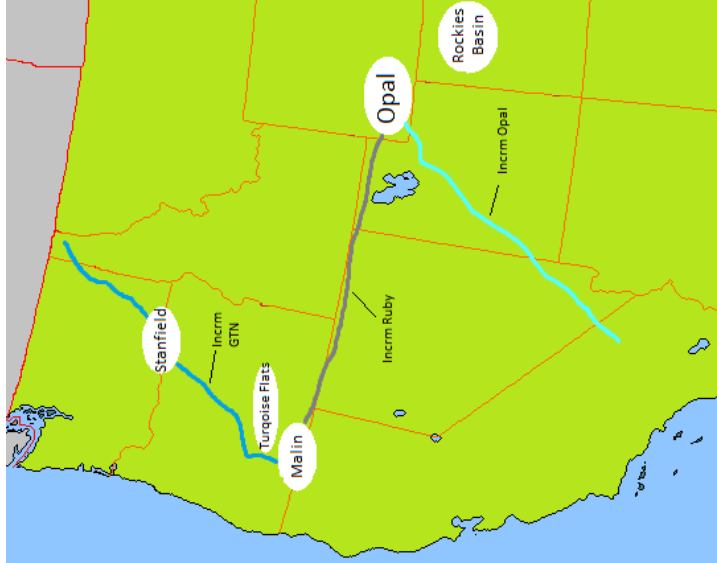 Rockies
Basin
Opal
Incrm Opal
Stanfield
Incrm
GTN
Incrm Ruby
Turqoise Flats
Malin